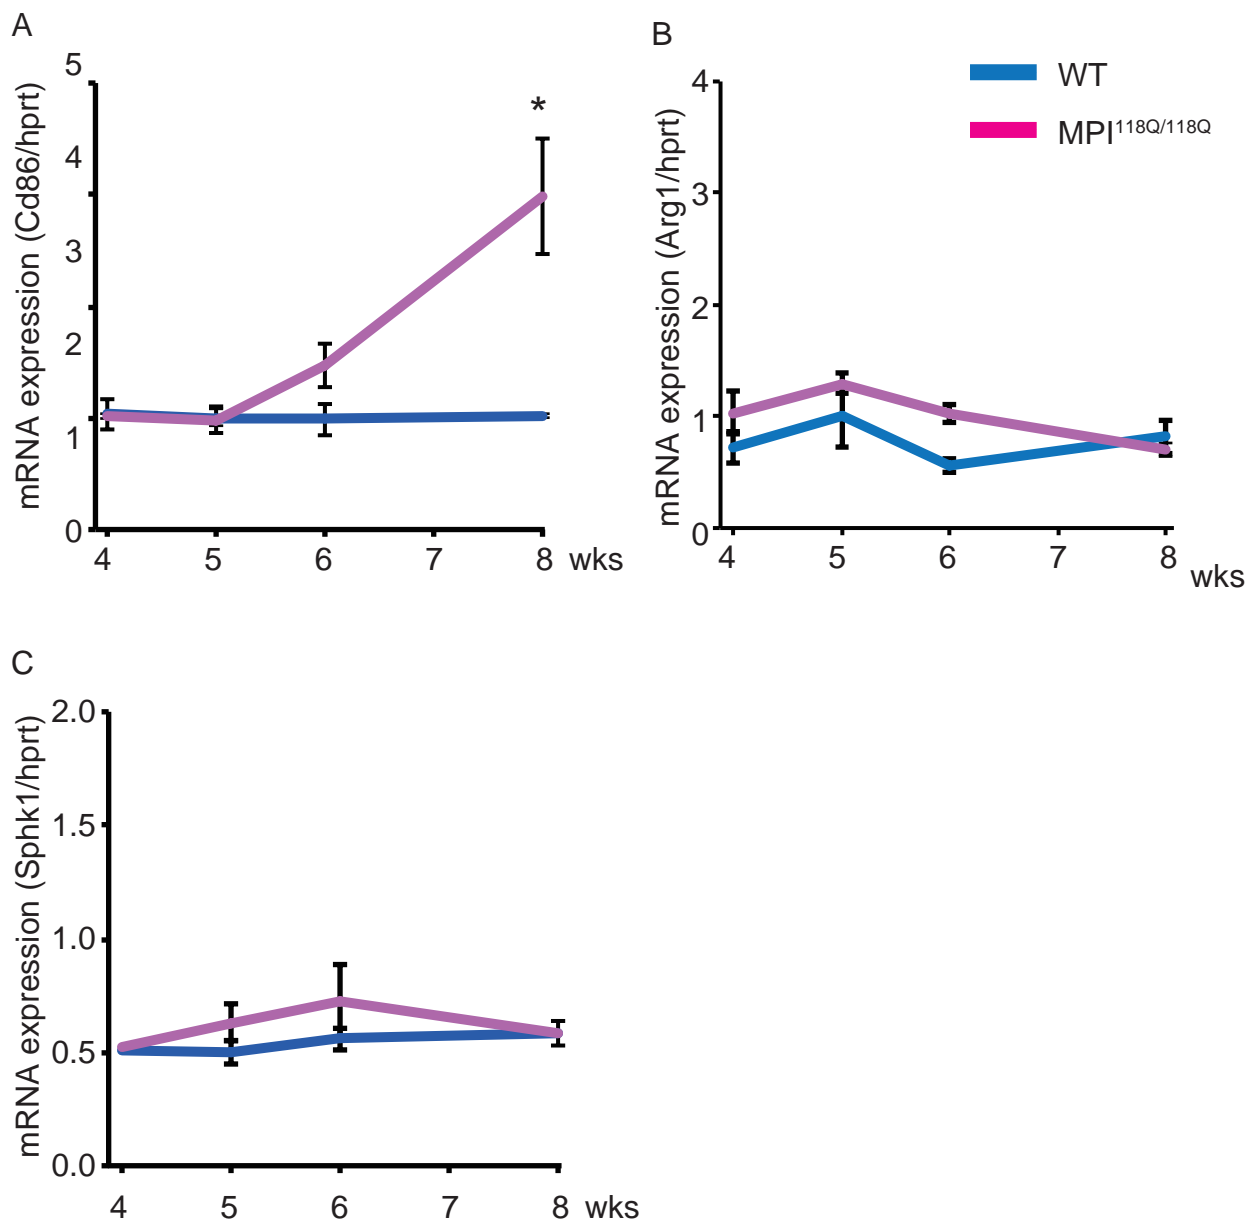 A
mRNA expression (Cd86/hprt)
5
4
3
2
1
0
*
4 5 6 7 8 wks
B
WT
MPI118Q/118Q
mRNA expression (Arg1/hprt)
4
3
2
1
0
4 5 6 7 8
wks
C
mRNA expression (Sphk1/hprt)
2.0
1.5
1.0
0.5
0.0
4 5 6 7 8 wks